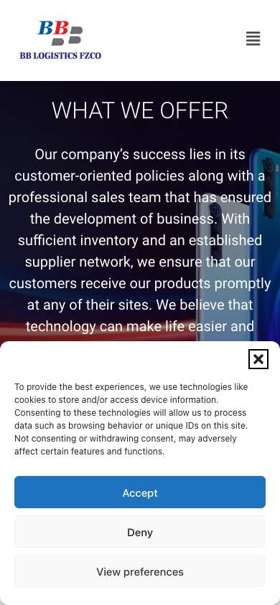 BB
BB LOGISTICS FZCO
WHAT WE OFFER
Our company's success lies in its
customer-oriented policies along with a
professional sales team that has ensured
the development of business. With
sufficient inventory and an established
supplier network, we ensure that our
customers receive our products promptly
at any of their sites. We believe that
technology can make life easier and
To provide the best experiences, we use technologies like
cookies to store and/or access device information.
Consenting to these technologies will allow us to process
data such as browsing behavior or unique IDs on this site.
Not consenting or withdrawing consent, may adversely
affect certain features and functions.
Accept
Deny
View preferences